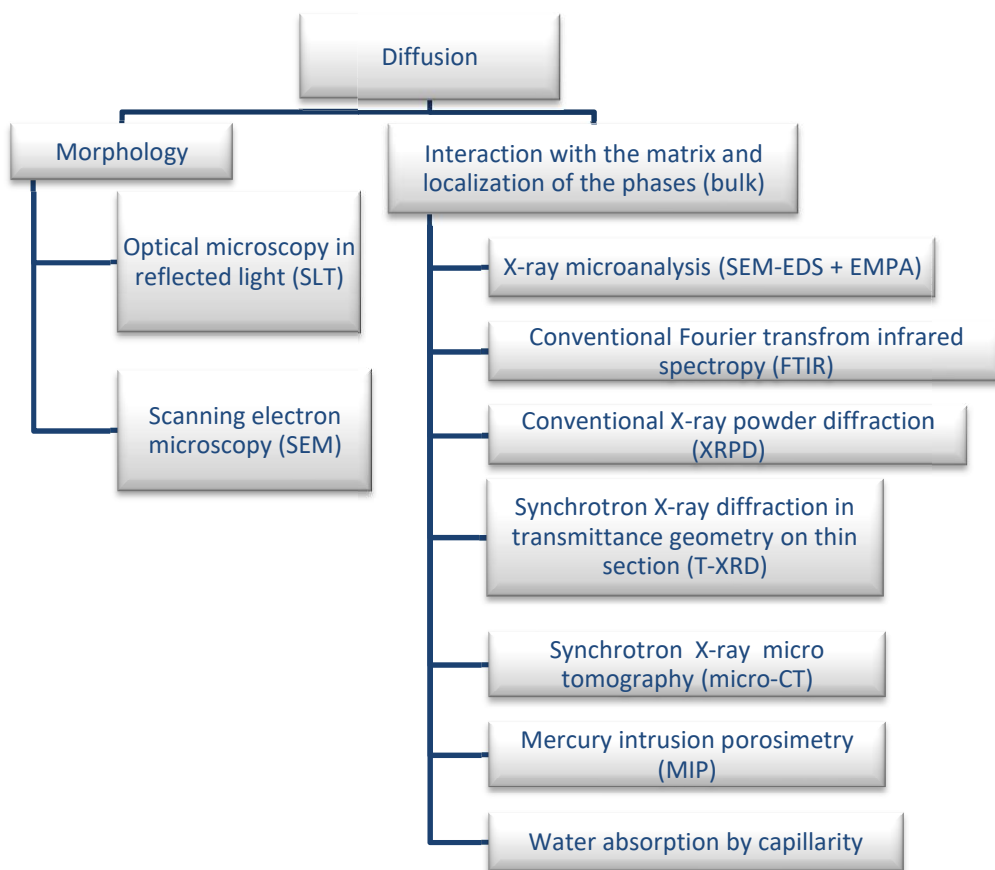 Diffusion
Morphology
Optical microscopy in
reflected light (SLT)
Scanning electron
microscopy (SEM)
Interaction with the matrix and
localization of the phases (bulk)
X-ray microanalysis (SEM-EDS + EMPA)
Conventional Fourier transfrom infrared
spectropy (FTIR)
Conventional X-ray powder diffraction
(XRPD)
Synchrotron X-ray diffraction in
transmittance geometry on thin
section (T-XRD)
Synchrotron X-ray micro
tomography (micro-CT)
Mercury intrusion porosimetry
(MIP)
Water absorption by capillarity